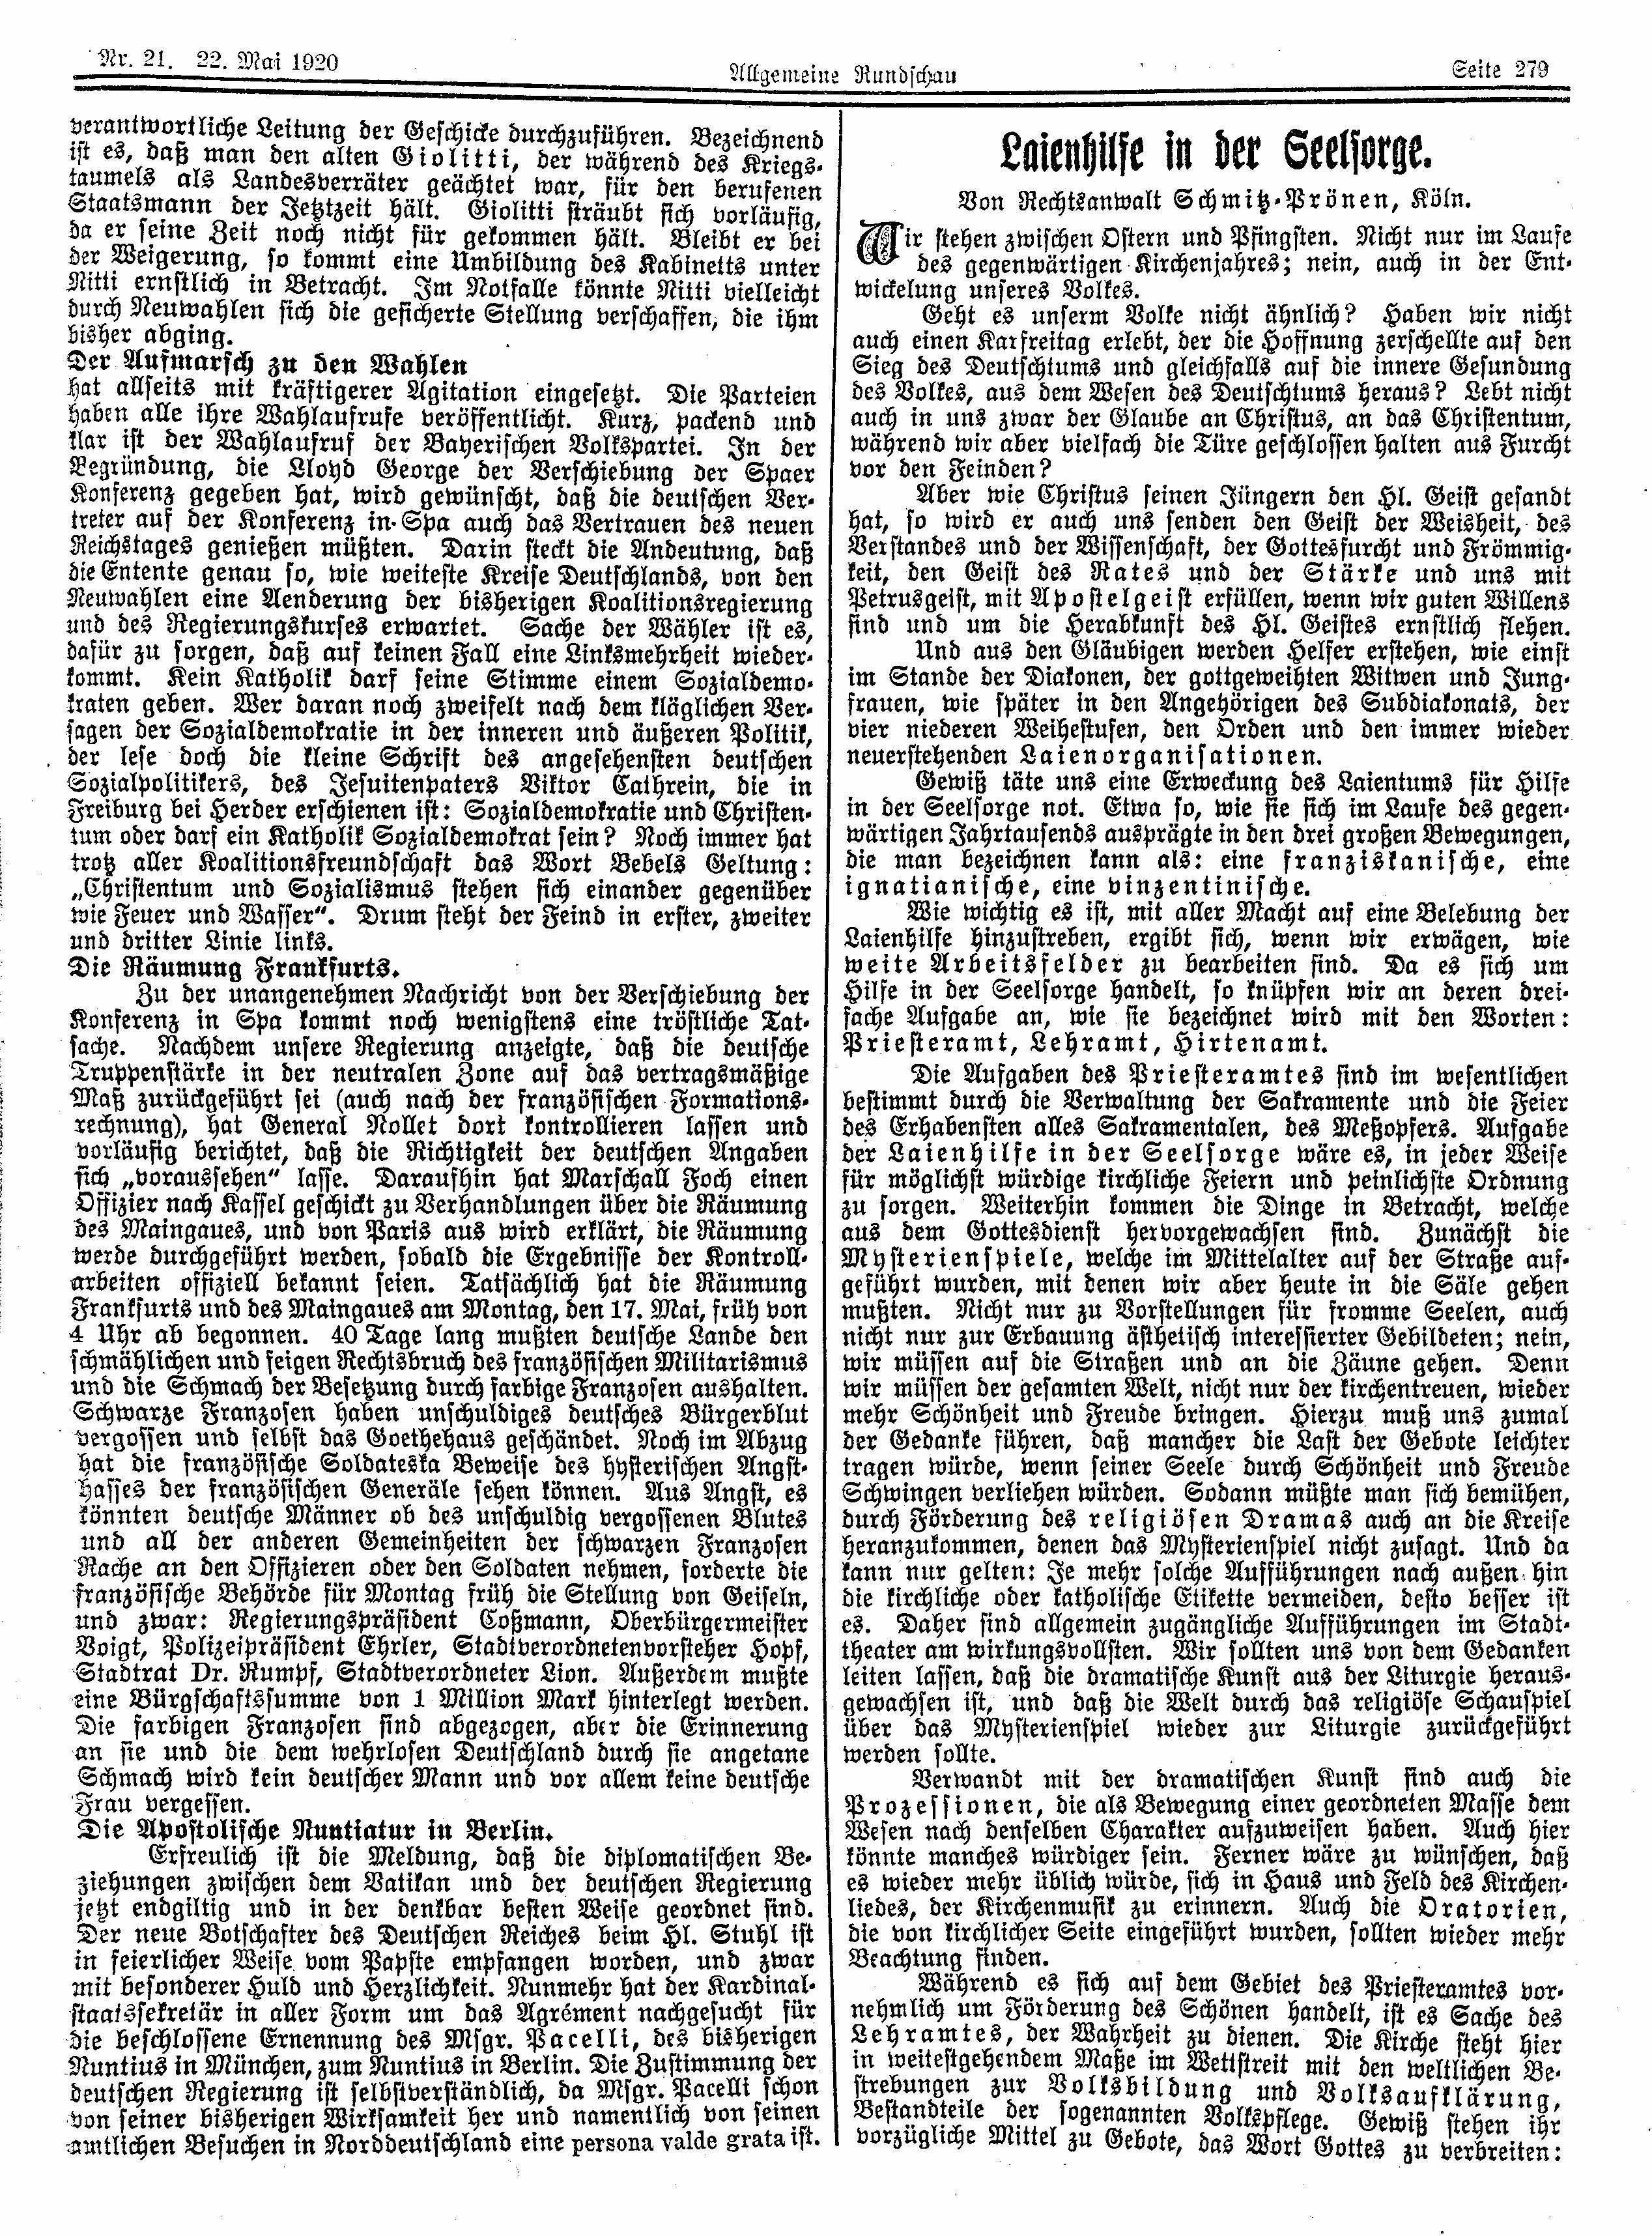 Nr. 21. 22. Mai 1920
Allgemeine Rundschau
Seite 279
verantwortliche Leitung der Geschicke durchzuführen. Bezeichnend
ist es, daß man den alten Giolitti, der während des Kriegs-
taumels als Landesverräter geächtet war, für den berufenen
Staatsmann der Jetztzeit hält. Giolitti sträubt sich vorläufig,
da er seine Zeit noch nicht für gekommen hält. Bleibt er bei
der Weigerung, so kommt eine Umbildung des Kabinetts unter
Nitti ernstlich in Betracht. Im Notfalle könnte Nitti vielleicht
durch Neuwahlen sich die gesicherte Stellung verschaffen, die ihm
bisher abging.
Der Aufmarsch zu den Wahlen
hat allseits mit kräftigerer Agitation eingesetzt. Die Parteien
haben alle ihre Wahlaufrufe veröffentlicht. Kurz, packend und
klar ist der Wahlaufruf der Bayerischen Volkspartei. In der
Begründung, die Lloyd George der Verschiebung der Spaer
Konferenz gegeben hat, wird gewünscht, daß die deutschen Ver-
treter auf der Konferenz in Spa auch das Vertrauen des neuen
Reichstages genießen müßten. Darin steckt die Andeutung, daß
die Entente genau so, wie weiteste Kreise Deutschlands, von den
Neuwahlen eine Aenderung der bisherigen Koalitionsregierung
und des Regierungskurses erwartet. Sache der Wähler ist es,
dafür zu sorgen, daß auf keinen Fall eine Linksmehrheit wieder-
kommt. Kein Katholik darf seine Stimme einem Sozialdemo-
kraten geben. Wer daran noch zweifelt nach dem kläglichen Ver-
sagen der Sozialdemokratie in der inneren und äußeren Politik,
der lese doch die kleine Schrift des angesehensten deutschen
Sozialpolitikers, des Jesuitenpaters Viktor Cathrein, die in
Freiburg bei Herder erschienen ist: Sozialdemokratie und Christen-
tum oder darf ein Katholik Sozialdemokrat sein? Noch immer hat
trotz aller Koalitionsfreundschaft das Wort Bebels Geltung:
„Christentum und Sozialismus stehen sich einander gegenüber
wie Feuer und Wasser“. Drum steht der Feind in erster, zweiter
und dritter Linie links.
Die Räumung Frankfurts.
Zu der unangenehmen Nachricht von der Verschiebung der
Konferenz in Spa kommt noch wenigstens eine tröstliche Tat-
sache. Nachdem unsere Regierung anzeigte, daß die deutsche
Truppenstärke in der neutralen Zone auf das vertragsmäßige
Maß zurückgeführt sei (auch nach der französischen Formations-
rechnung), hat General Nollet dort kontrollieren lassen und
vorläufig berichtet, daß die Richtigkeit der deutschen Angaben
sich „voraussehen“ lasse. Daraufhin hat Marschall Foch einen
Offizier nach Kassel geschickt zu Verhandlungen über die Räumung
des Maingaues, und von Paris aus wird erklärt, die Räumung
werde durchgeführt werden, sobald die Ergebnisse der Kontroll-
arbeiten offiziell bekannt seien. Tatsächlich hat die Räumung
Frankfurts und des Maingaues am Montag, den 17. Mai, früh von
4 Uhr ab begonnen. 40 Tage lang mußten deutsche Lande den
schmählichen und feigen Rechtsbruch des französischen Militarismus
und die Schmach der Besetzung durch farbige Franzosen aushalten.
Schwarze Franzosen haben unschuldiges deutsches Bürgerblut
vergossen und selbst das Goethehaus geschändet. Noch im Abzug
hat die französische Soldateska Beweise des hysterischen Angst-
hasses der französischen Generäle sehen können. Aus Angst, es
könnten deutsche Männer ob des unschuldig vergossenen Blutes
und all der anderen Gemeinheiten der schwarzen Franzosen
Rache an den Offizieren oder den Soldaten nehmen, forderte die
französische Behörde für Montag früh die Stellung von Geiseln,
und zwar: Regierungspräsident Coßmann, Oberbürgermeister
Voigt, Polizeipräsident Ehrler, Stadtverordnetenvorsteher Hopf,
Stadtrat Dr. Rumpf, Stadtverordneter Lion. Außerdem mußte
eine Bürgschaftssumme von 1 Million Mark hinterlegt werden.
Die farbigen Franzosen sind abgezogen, aber die Erinnerung
an sie und die dem wehrlosen Deutschland durch sie angetane
Schmach wird kein deutscher Mann und vor allem keine deutsche
Frau vergessen.
Die Apostolische Nuntiatur in Berlin.
Erfreulich ist die Meldung, daß die diplomatischen Be-
ziehungen zwischen dem Vatikan und der deutschen Regierung
jetzt endgiltig und in der denkbar besten Weise geordnet sind.
Der neue Botschafter des Deutschen Reiches beim Hl. Stuhl ist
in feierlicher Weise vom Papste empfangen worden, und zwar
mit besonderer Huld und Herzlichkeit. Nunmehr hat der Kardinal-
staatssekretär in aller Form um das Agrément nachgesucht für
die beschlossene Ernennung des Msgr. Pacelli, des bisherigen
Nuntius in München, zum Nuntius in Berlin. Die Zustimmung der
deutschen Regierung ist selbstverständlich, da Msgr. Pacelli schon
von seiner bisherigen Wirksamkeit her und namentlich von seinen
amtlichen Besuchen in Norddeutschland eine persona valde grata ist.
Laienhilfe in der Seelsorge.
Von Rechtsanwalt Schmitz-Prönen, Köln.
Wir stehen zwischen Ostern und Pfingsten. Nicht nur im Laufe
des gegenwärtigen Kirchenjahres; nein, auch in der Ent-
wickelung unseres Volkes.
Geht es unserm Volke nicht ähnlich? Haben wir nicht
auch einen Karfreitag erlebt, der die Hoffnung zerschellte auf den
Sieg des Deutschtums und gleichfalls auf die innere Gesundung
des Volkes, aus dem Wesen des Deutschtums heraus? Lebt nicht
auch in uns zwar der Glaube an Christus, an das Christentum,
während wir aber vielfach die Türe geschlossen halten aus Furcht
vor den Feinden?
Aber wie Christus seinen Jüngern den Hl. Geist gesandt
hat, so wird er auch uns senden den Geist der Weisheit, des
Verstandes und der Wissenschaft, der Gottesfurcht und Frömmig-
keit, den Geist des Rates und der Stärke und uns mit
Petrusgeist, mit Apostelgeist erfüllen, wenn wir guten Willens
sind und um die Herabkunft des Hl. Geistes ernstlich flehen.
Und aus den Gläubigen werden Helfer erstehen, wie einst
im Stande der Diakonen, der gottgeweihten Witwen und Jung-
frauen, wie später in den Angehörigen des Subdiakonats, der
vier niederen Weihestufen, den Orden und den immer wieder
neuerstehenden Laienorganisationen.
Gewiß täte uns eine Erweckung des Laientums für Hilfe
in der Seelsorge not. Etwa so, wie sie sich im Laufe des gegen-
wärtigen Jahrtausends ausprägte in den drei großen Bewegungen,
die man bezeichnen kann als: eine franziskanische, eine
ignatianische, eine vinzentinische.
Wie wichtig es ist, mit aller Macht auf eine Belebung der
Laienhilfe hinzustreben, ergibt sich, wenn wir erwägen, wie
weite Arbeitsfelder zu bearbeiten sind. Da es sich um
Hilfe in der Seelsorge handelt, so knüpfen wir an deren drei-
fache Aufgabe an, wie sie bezeichnet wird mit den Worten:
Priesteramt, Lehramt, Hirtenamt.
Die Aufgaben des Priesteramtes sind im wesentlichen
bestimmt durch die Verwaltung der Sakramente und die Feier
des Erhabensten alles Sakramentalen, des Meßopfers. Aufgabe
der Laienhilfe in der Seelsorge wäre es, in jeder Weise
für möglichst würdige kirchliche Feiern und peinlichste Ordnung
zu sorgen. Weiterhin kommen die Dinge in Betracht, welche
aus dem Gottesdienst hervorgewachsen sind. Zunächst die
Mysterienspiele, welche im Mittelalter auf der Straße auf-
geführt wurden, mit denen wir aber heute in die Säle gehen
mußten. Nicht nur zu Vorstellungen für fromme Seelen, auch
nicht nur zur Erbauung ästhetisch interessierter Gebildeten; nein,
wir müssen auf die Straßen und an die Zäune gehen. Denn
wir müssen der gesamten Welt, nicht nur der kirchentreuen, wieder
mehr Schönheit und Freude bringen. Hierzu muß uns zumal
der Gedanke führen, daß mancher die Last der Gebote leichter
tragen würde, wenn seiner Seele durch Schönheit und Freude
Schwingen verliehen würden. Sodann müßte man sich bemühen,
durch Förderung des religiösen Dramas auch an die Kreise
heranzukommen, denen das Mysterienspiel nicht zusagt. Und da
kann nur gelten: Je mehr solche Aufführungen nach außen hin
die kirchliche oder katholische Etikette vermeiden, desto besser ist
es. Daher sind allgemein zugängliche Aufführungen im Stadt-
theater am wirkungsvollsten. Wir sollten uns von dem Gedanken
leiten lassen, daß die dramatische Kunst aus der Liturgie heraus-
gewachsen ist, und daß die Welt durch das religiöse Schauspiel
über das Mysterienspiel wieder zur Liturgie zurückgeführt
werden sollte.
Verwandt mit der dramatischen Kunst sind auch die
Prozessionen, die als Bewegung einer geordneten Masse dem
Wesen nach denselben Charakter aufzuweisen haben. Auch hier
könnte manches würdiger sein. Ferner wäre zu wünschen, daß
es wieder mehr üblich würde, sich in Haus und Feld des Kirchen-
liedes, der Kirchenmusik zu erinnern. Auch die Oratorien,
die von kirchlicher Seite eingeführt wurden, sollten wieder mehr
Beachtung finden.
Während es sich auf dem Gebiet des Priesteramtes vor-
nehmlich um Förderung des Schönen handelt, ist es Sache des
Lehramtes, der Wahrheit zu dienen. Die Kirche steht hier
in weitestgehendem Maße im Wettstreit mit den weltlichen Be-
strebungen zur Volksbildung und Volksaufklärung,
Bestandteile der sogenannten Volkspflege. Gewiß stehen ihr
vorzügliche Mittel zu Gebote, das Wort Gottes zu verbreiten: